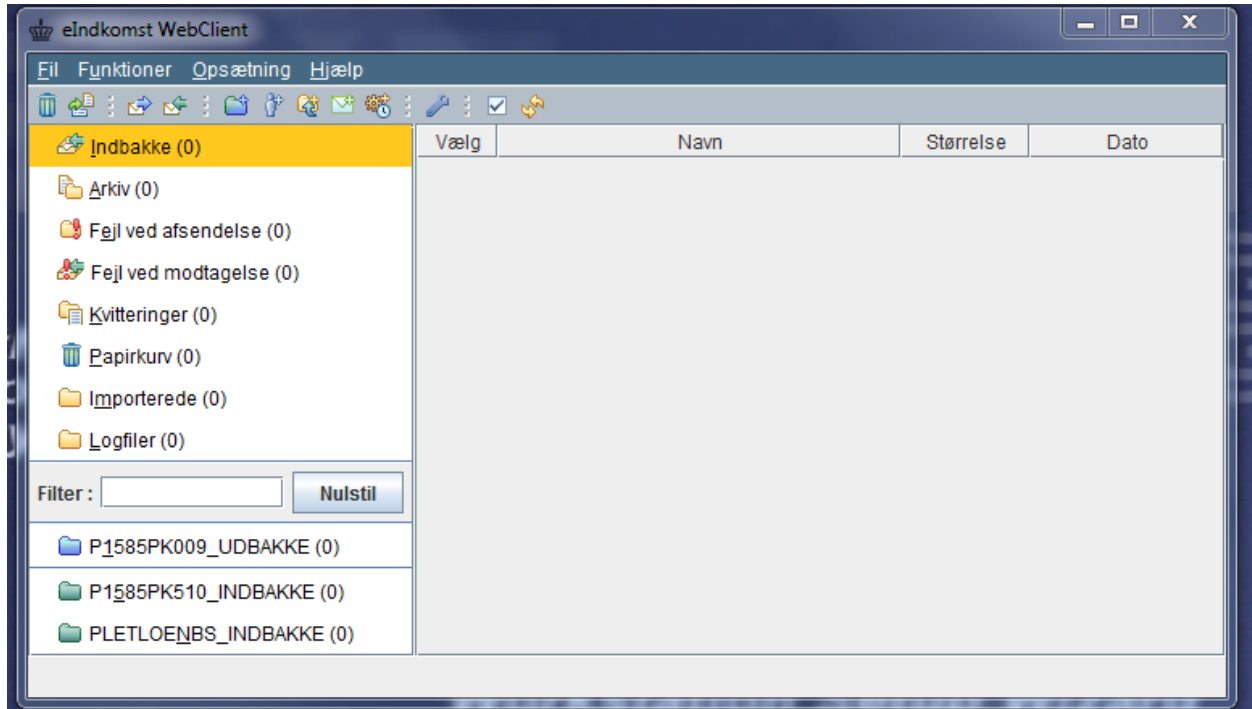 eIndkomst WebClient
Fil Funktioner Opsætning Hjælp
Indbakke (0)
Arkiv (0)
Fejl ved afsendelse (0)
Fejl ved modtagelse (0)
Kvitteringer (0)
Papirkurv (0)
Importerede (0)
Logfiler (0)
Filter : Nulstil
P1585PK009_UDBAKKE (0)
P1585PK510_INDBAKKE (0)
PLETLOENBS_INDBAKKE (0)
Vælg Navn Størrelse Dato